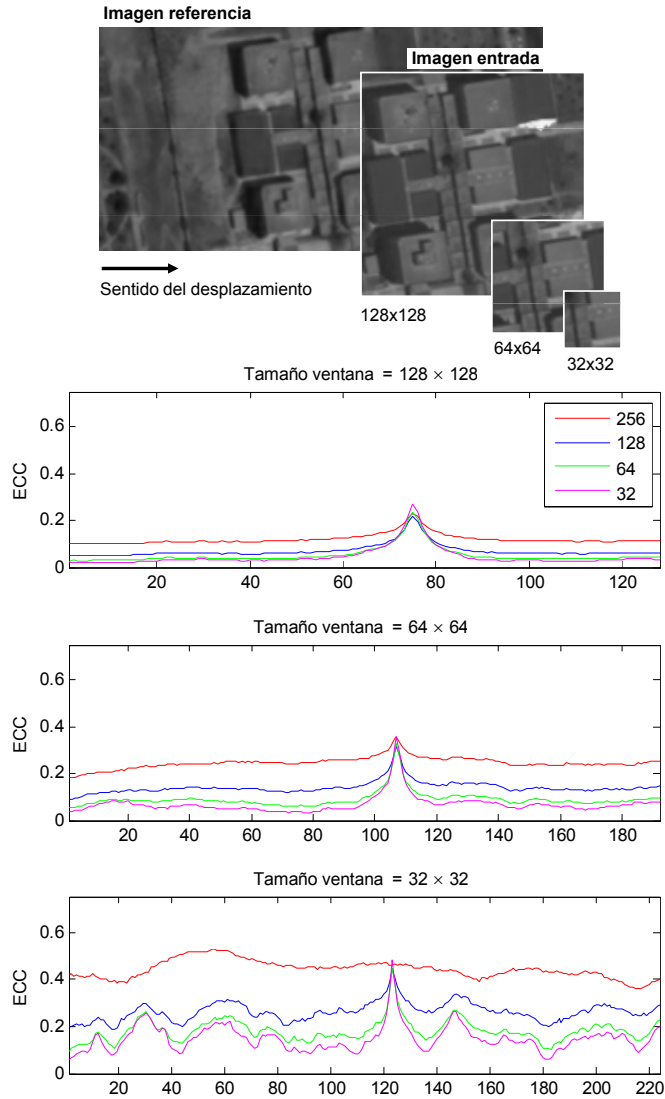 Imagen referencia
Imagen entrada
Sentido del desplazamiento
128x128
64x64
32x32
Tamaño ventana = 128 × 128
ECC
0.6
0.4
0.2
0
20 40 60 80 100 120
256
128
64
32
Tamaño ventana = 64 × 64
ECC
0.6
0.4
0.2
0
20 40 60 80 100 120 140 160 180
Tamaño ventana = 32 × 32
ECC
0.6
0.4
0.2
0
20 40 60 80 100 120 140 160 180 200 220